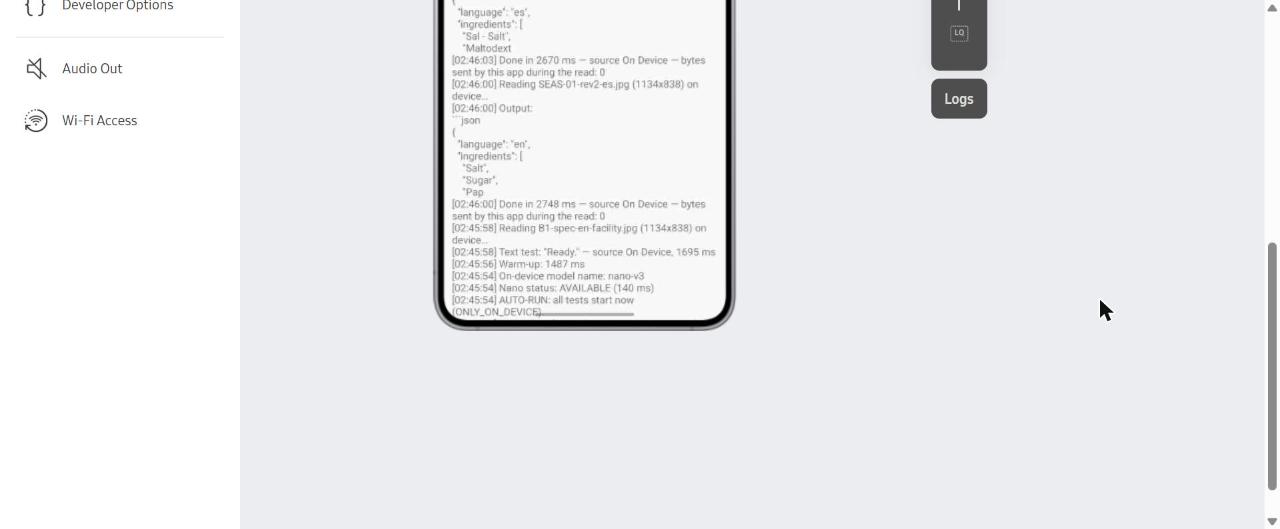 Developer Options
Audio Out
Wi-Fi Access
{
"language": "es",
"ingredients": [
"Sal - Salt",
"Maltodext
[02:46:03] Done in 2670 ms — source On Device — bytes
sent by this app during the read: 0
[02:46:00] Reading SEAS-01-rev2-es.jpg (1134x838) on
device...
[02:46:00] Output:
```json
{
"language": "en",
"ingredients": [
"Salt",
"Sugar",
"Pap
[02:46:00] Done in 2748 ms — source On Device — bytes
sent by this app during the read: 0
[02:45:58] Reading B1-spec-en-facility.jpg (1134x838) on
device...
[02:45:58] Text test: "Ready." — source On Device, 1695 ms
[02:45:56] Warm-up: 1487 ms
[02:45:54] On-device model name: nano-v3
[02:45:54] Nano status: AVAILABLE (140 ms)
[02:45:54] AUTO-RUN: all tests start now
(ONLY_ON_DEVICE)
LQ
Logs